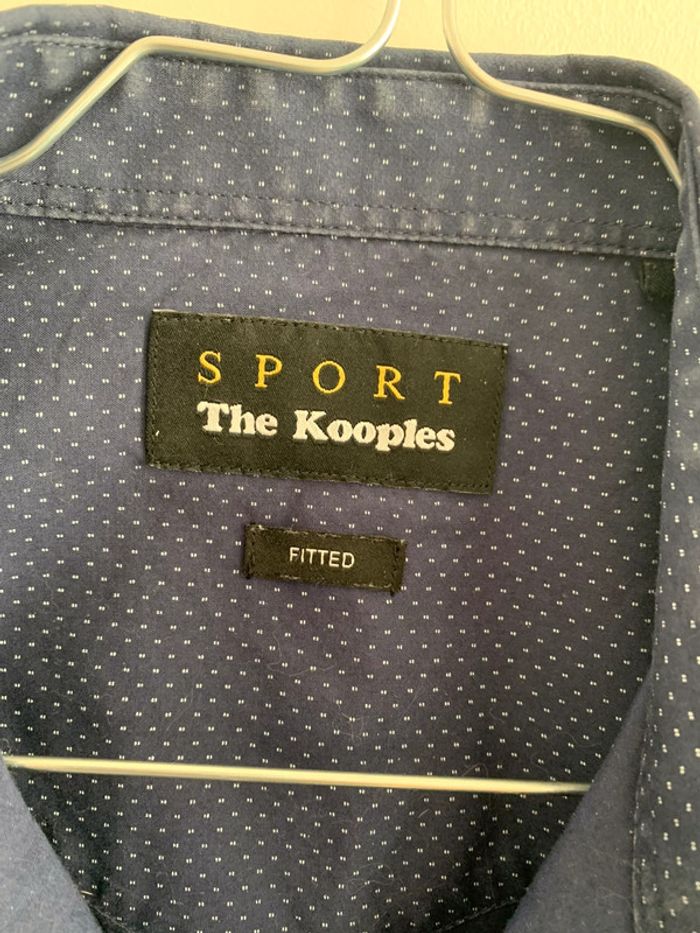 SPORT
The Kooples
FITTED